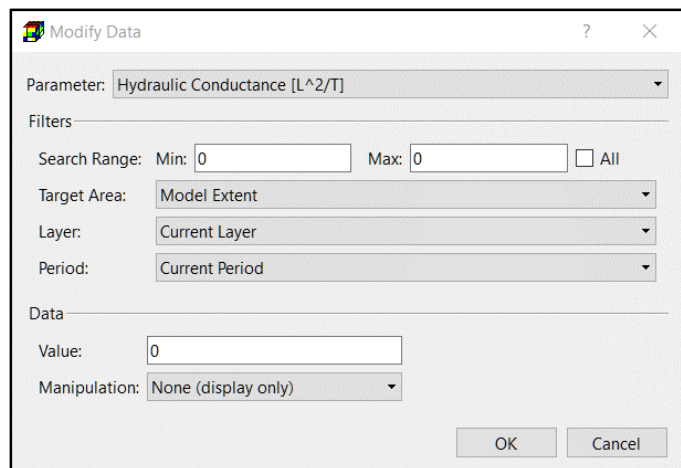 Modify Data ?
Parameter: Hydraulic Conductance [L^2/T]
Filters
Search Range: Min: 0 Max: 0 All
Target Area: Model Extent
Layer: Current Layer
Period: Current Period
Data
Value: 0
Manipulation: None (display only)
OK Cancel